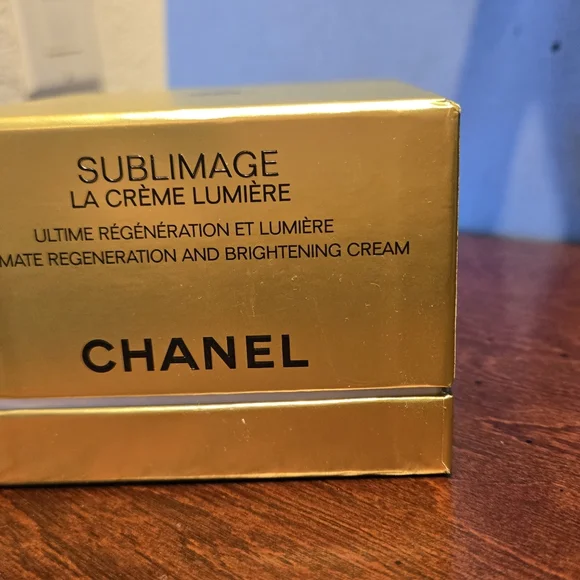 SUBLIMAGE
LA CRÈME LUMIÈRE
ULTIME RÉGÉNÉRATION ET LUMIÈRE
MATE REGENERATION AND BRIGHTENING CREAM
CHANEL